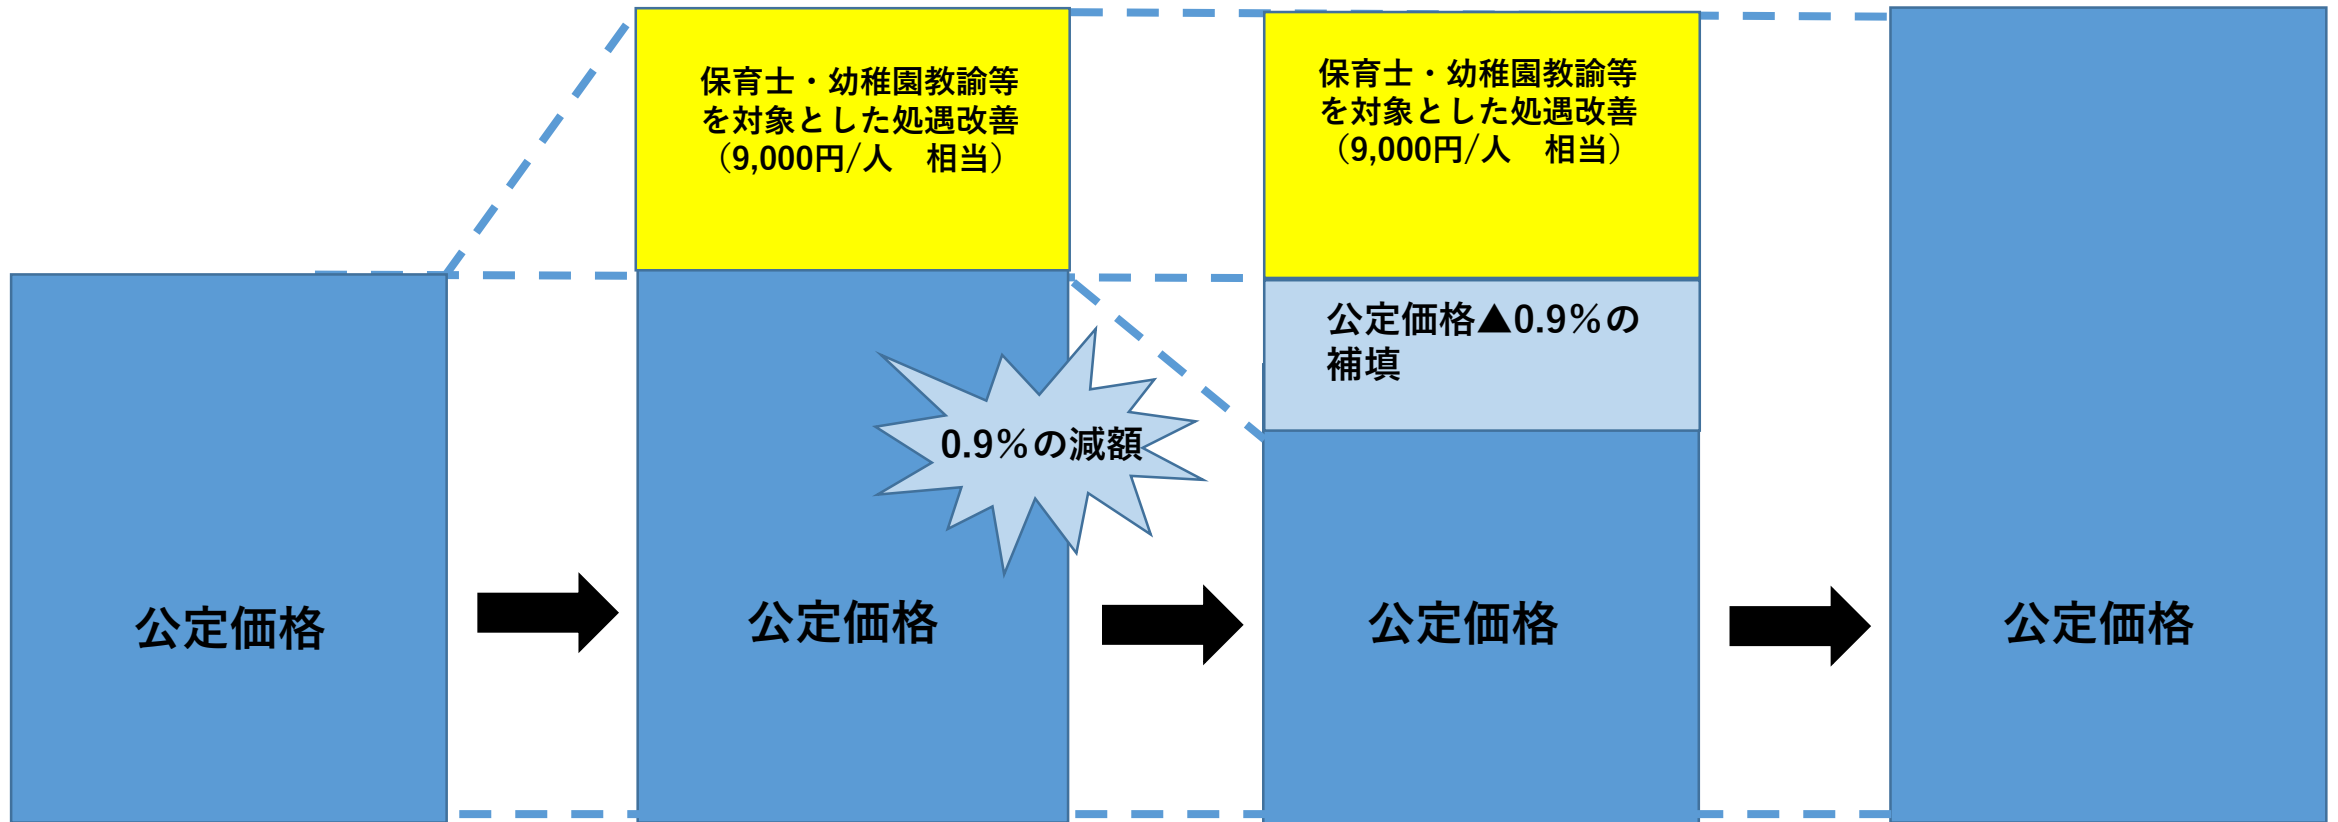 保育士・幼稚園教諭等
を対象とした処遇改善
（9,000円/人　相当）
保育士・幼稚園教諭等
を対象とした処遇改善
（9,000円/人　相当）
公定価格▲0.9％の
補填
0.9％の減額
公定価格
公定価格
公定価格
公定価格